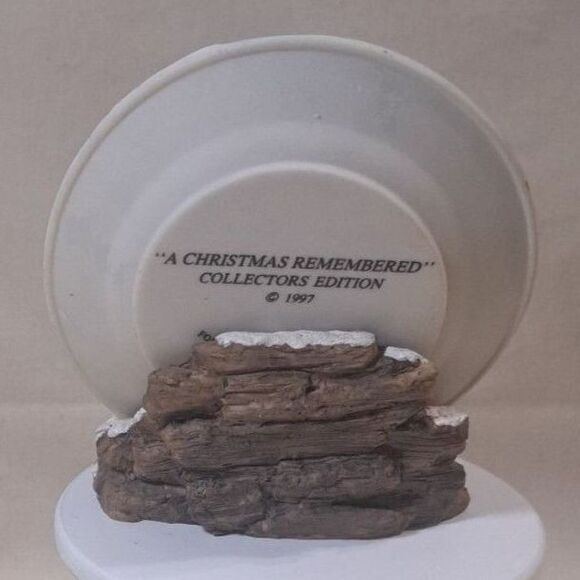 "A CHRISTMAS REMEMBERED"
COLLECTORS EDITION
© 1997